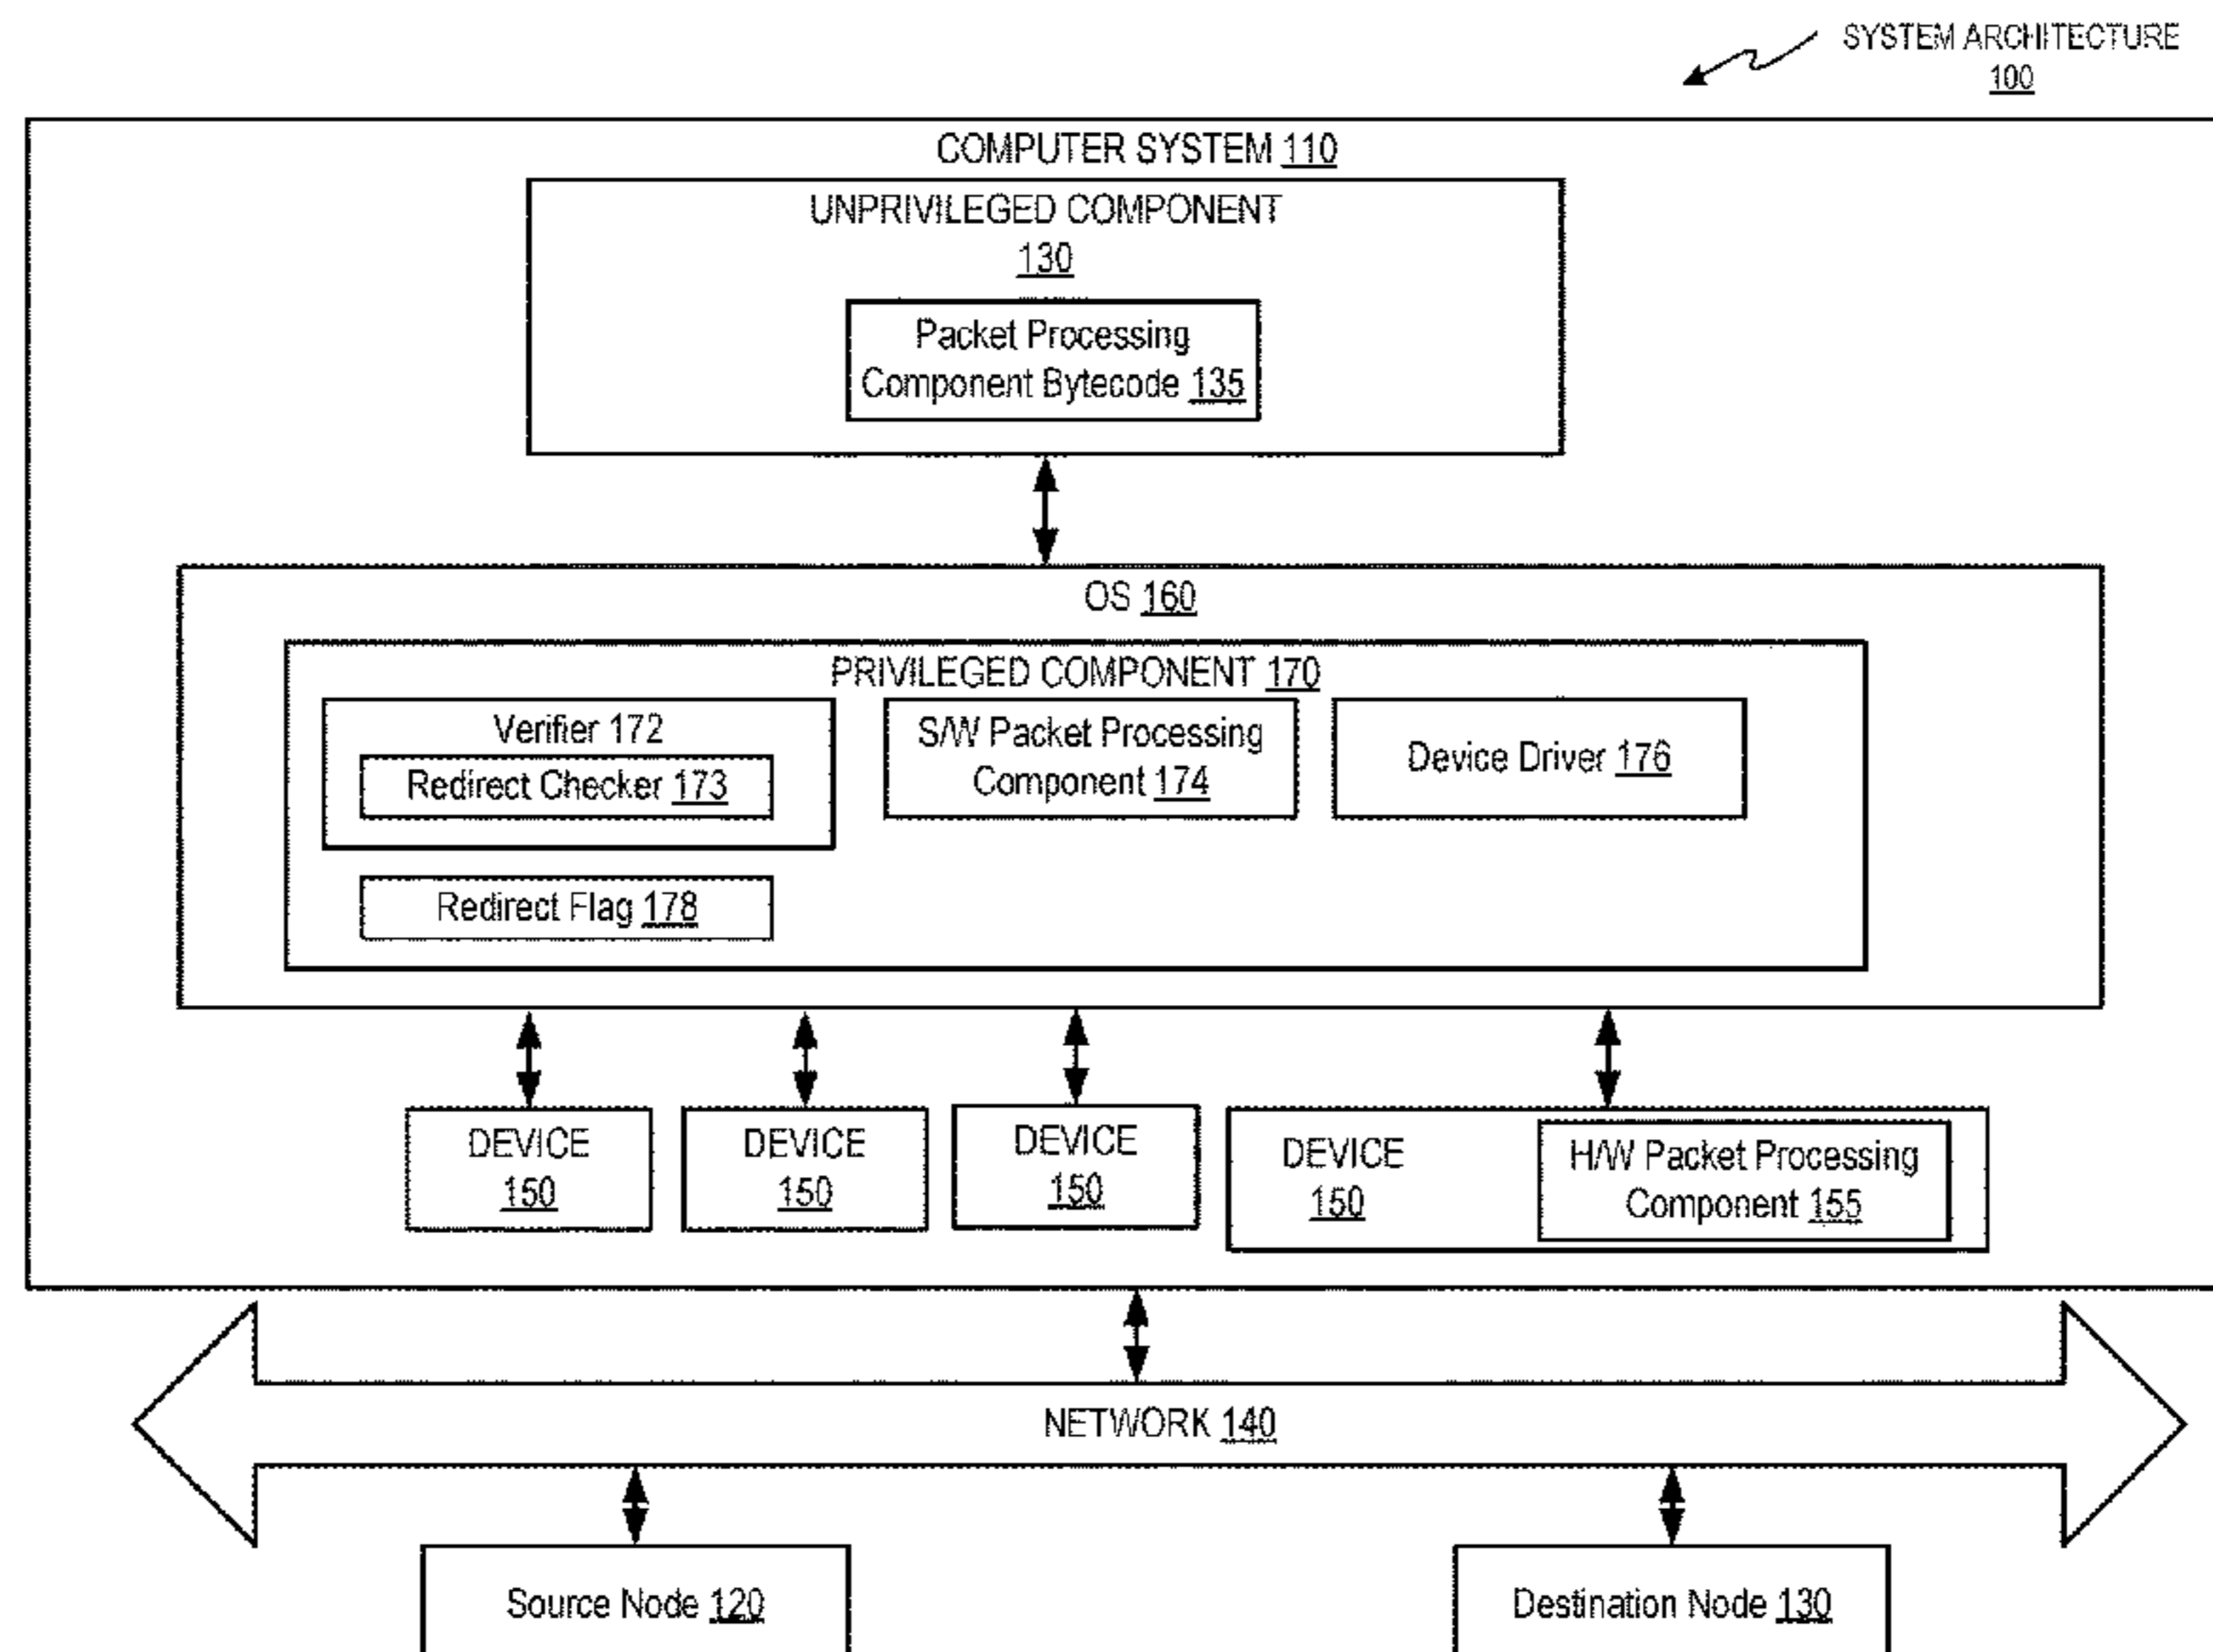 SYSTEM ARCHITECTURE
100
COMPUTER SYSTEM 110
UNPRIVILEGED COMPONENT
130
Packet Processing
Component Bytecode 135
OS 160
PRIVILEGED COMPONENT 170
Verifier 172
Redirect Checker 173
S/W Packet Processing
Component 174
Device Driver 176
Redirect Flag 178
DEVICE
150
DEVICE
150
DEVICE
150
DEVICE
150
H/W Packet Processing
Component 155
NETWORK 140
Source Node 120
Destination Node 130